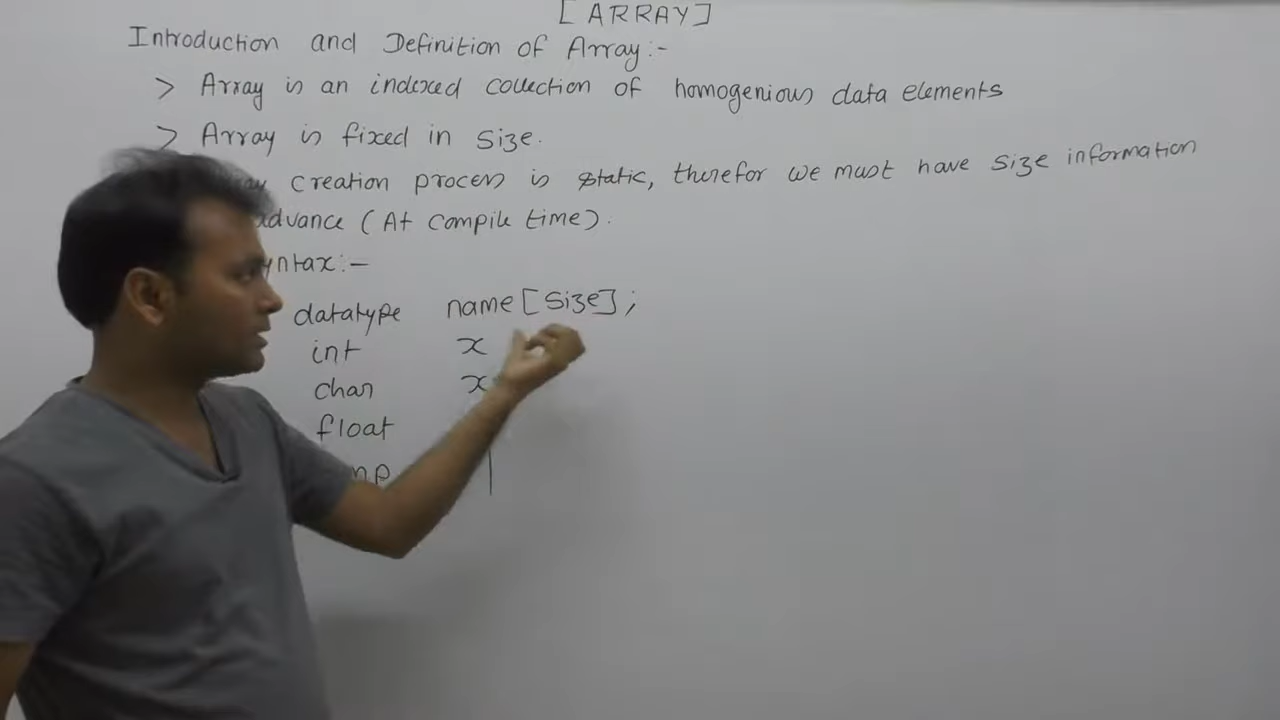 [ARRAY]
Introduction and Definition of Array:-
> Array is an indexed collection of homogenious data elements
> Array is fixed in size.
creation process is static, therefor we must have size information
advance (At compile time).
yntax:-
datatype name[size];
int x
char x
float